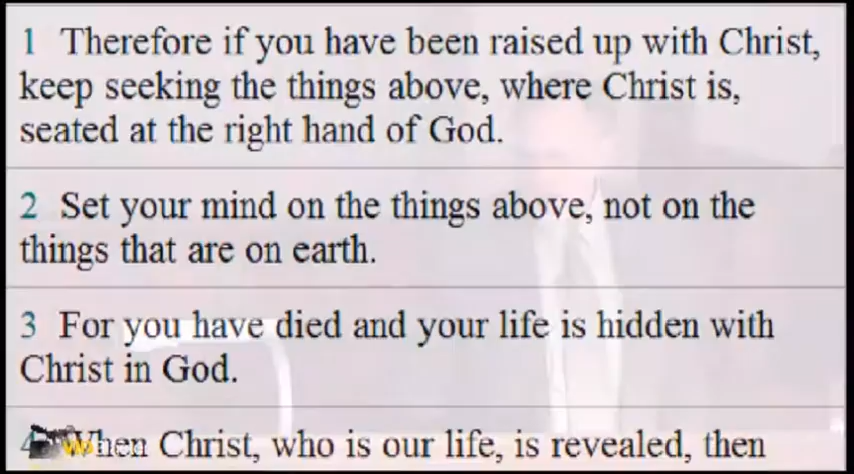 1 Therefore if you have been raised up with Christ,
keep seeking the things above, where Christ is,
seated at the right hand of God.
2 Set your mind on the things above, not on the
things that are on earth.
3 For you have died and your life is hidden with
Christ in God.
4 When Christ, who is our life, is revealed, then